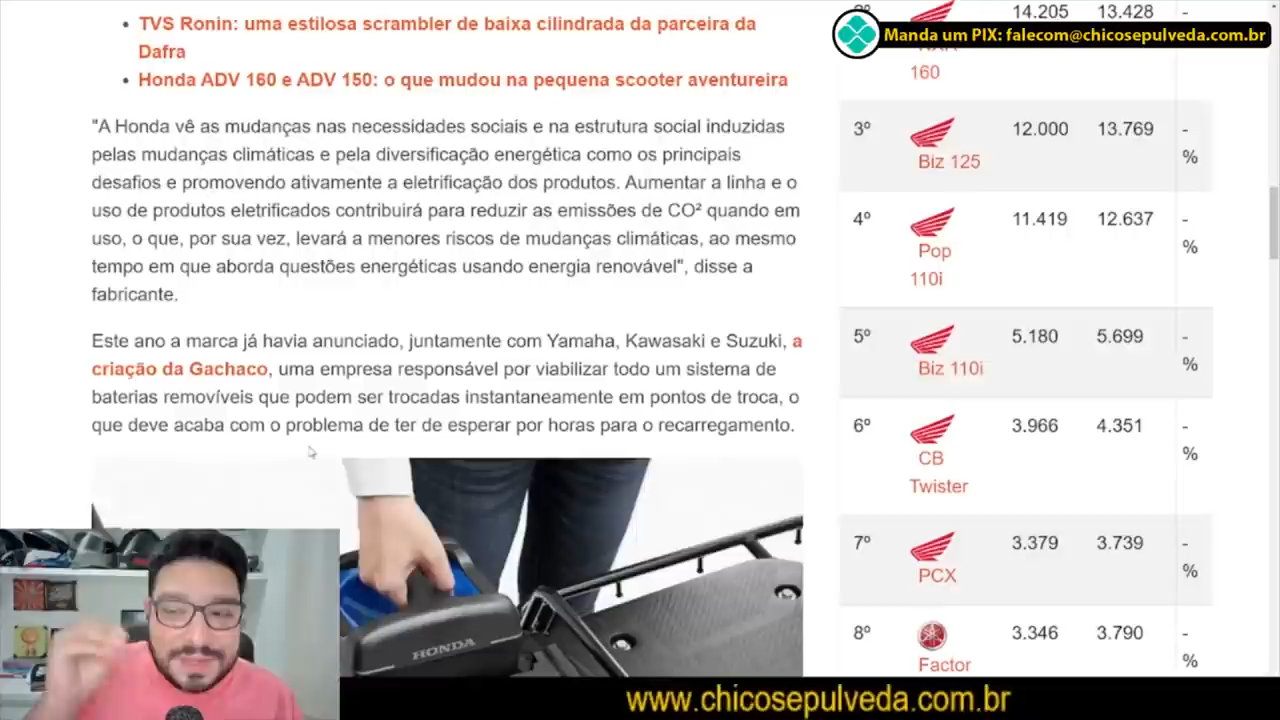 TVS Ronin: uma estilosa scrambler de baixa cilindrada da parceira da
Dafra
Honda ADV 160 e ADV 150: o que mudou na pequena scooter aventureira
"A Honda vê as mudanças nas necessidades sociais e na estrutura social induzidas
pelas mudanças climáticas e pela diversificação energética como os principais
desafios e promovendo ativamente a eletrificação dos produtos. Aumentar a linha e o
uso de produtos eletrificados contribuirá para reduzir as emissões de CO² quando em
uso, o que, por sua vez, levará a menores riscos de mudanças climáticas, ao mesmo
tempo em que aborda questões energéticas usando energia renovável", disse a
fabricante.
Este ano a marca já havia anunciado, juntamente com Yamaha, Kawasaki e Suzuki, a
criação da Gachaco, uma empresa responsável por viabilizar todo um sistema de
baterias removíveis que podem ser trocadas instantaneamente em pontos de troca, o
que deve acaba com o problema de ter de esperar por horas para o recarregamento.
HONDA
14.205 13.428 -
Manda um PIX: falecom@chicosepulveda.com.br
160
3º 12.000 13.769 -
Biz 125 %
4º 11.419 12.637 -
Pop %
110i
5º 5.180 5.699 -
Biz 110i %
6º 3.966 4.351 -
CB %
Twister
7º 3.379 3.739 -
PCX %
8º 3.346 3.790 -
Factor %
www.chicosepulveda.com.br